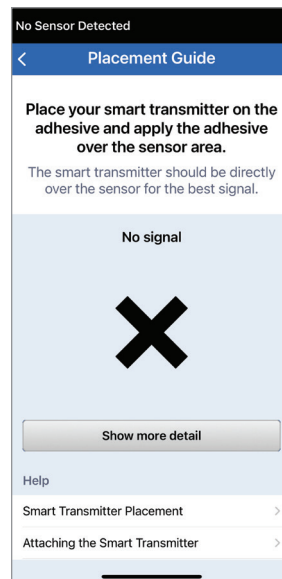 No Sensor Detected
Placement Guide
Place your smart transmitter on the
adhesive and apply the adhesive
over the sensor area.
The smart transmitter should be directly
over the sensor for the best signal.
No signal
Show more detail
Help
Smart Transmitter Placement
Attaching the Smart Transmitter